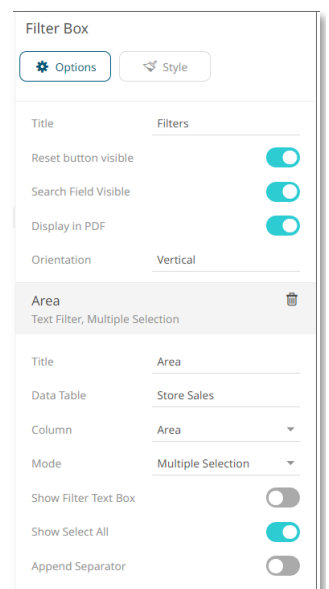 Filter Box
Options Style
Title Filters
Reset button visible
Search Field Visible
Display in PDF
Orientation Vertical
Area
Text Filter, Multiple Selection
Title Area
Data Table Store Sales
Column Area
Mode Multiple Selection
Show Filter Text Box
Show Select All
Append Separator